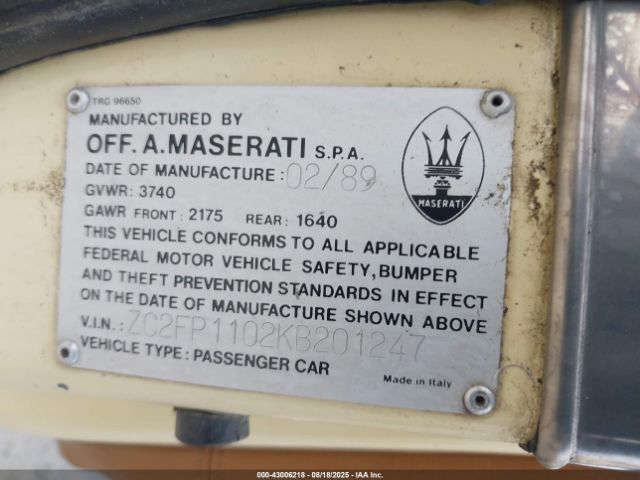 TRG 96650
MANUFACTURED BY
OFF. A. MASERATI S.P.A.
DATE OF MANUFACTURE: 02/89
GVWR: 3740
GAWR FRONT: 2175 REAR: 1640
THIS VEHICLE CONFORMS TO ALL APPLICABLE
FEDERAL MOTOR VEHICLE SAFETY, BUMPER
AND THEFT PREVENTION STANDARDS IN EFFECT
ON THE DATE OF MANUFACTURE SHOWN ABOVE
V.I.N.: ZC2FP1102KB201247
VEHICLE TYPE: PASSENGER CAR
MASERATI
Made in Italy
000-43006218 - 08/18/2025 - Copyright © 2025 IAA, Inc.